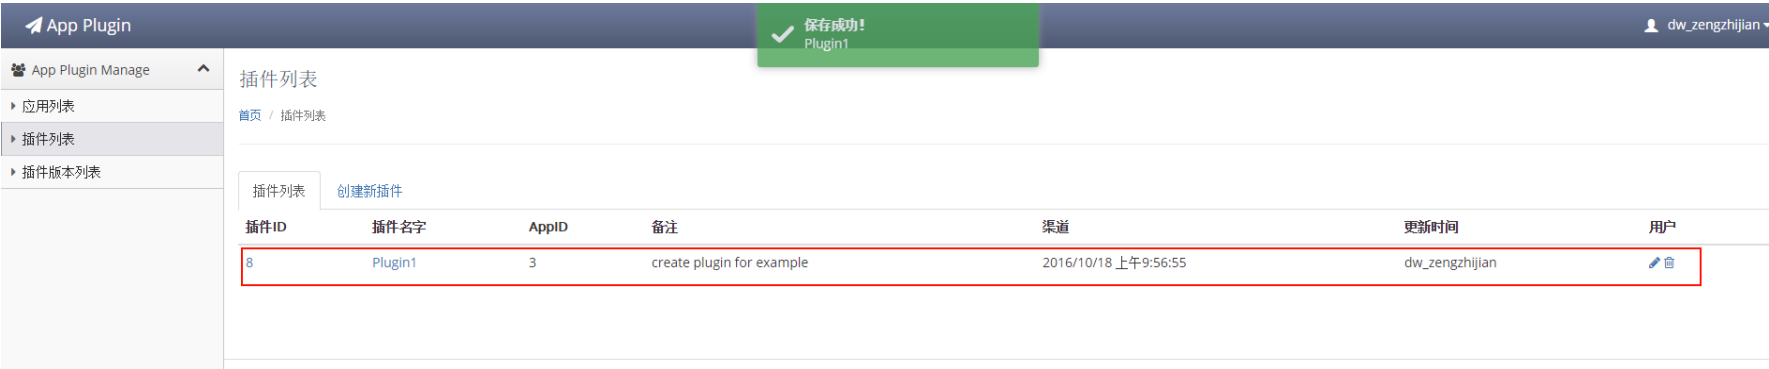 App Plugin
保存成功!
Plugin1
dw_zengzhijian
App Plugin Manage
应用列表
插件列表
插件版本列表
插件列表
首页 / 插件列表
插件列表 创建新插件
插件ID 插件名字 AppID 备注 渠道 更新时间 用户
8 Plugin1 3 create plugin for example 2016/10/18 上午9:56:55 dw_zengzhijian